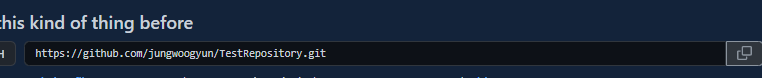 this kind of thing before
H https://github.com/jungwoogyun/TestRepository.git